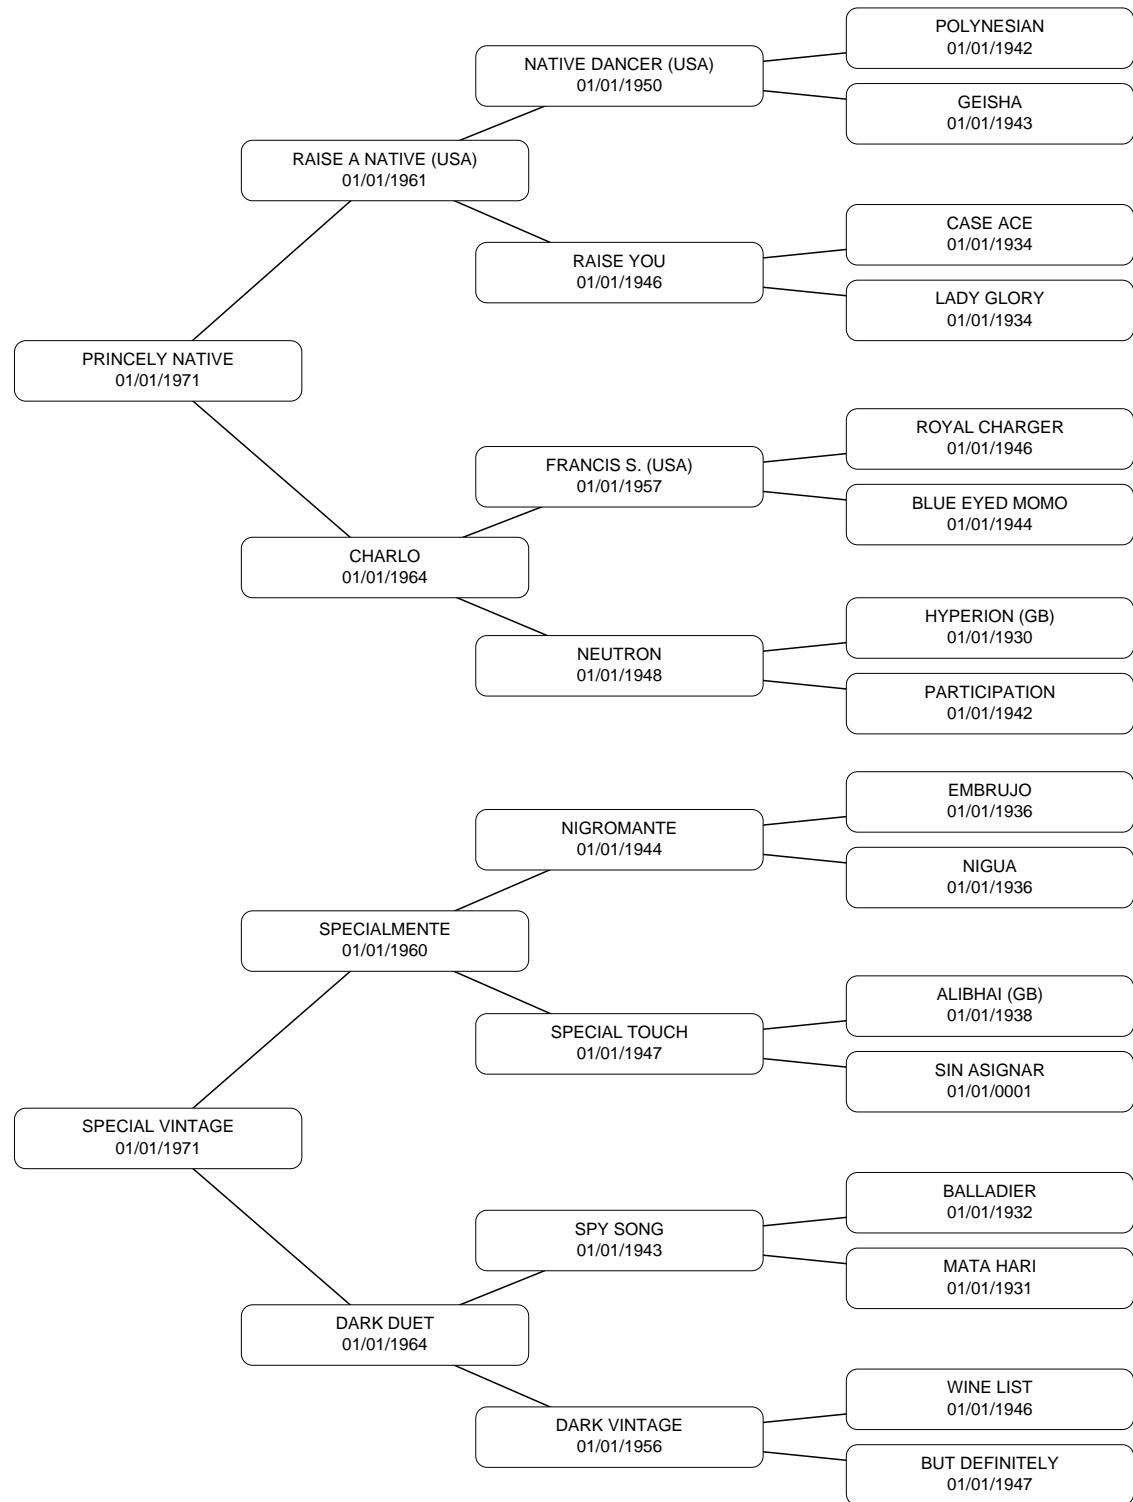 POLYNESIAN
01/01/1942
NATIVE DANCER (USA)
01/01/1950
GEISHA
01/01/1943
RAISE A NATIVE (USA)
01/01/1961
CASE ACE
01/01/1934
RAISE YOU
01/01/1946
LADY GLORY
01/01/1934
PRINCELY NATIVE
01/01/1971
ROYAL CHARGER
01/01/1946
FRANCIS S. (USA)
01/01/1957
BLUE EYED MOMO
01/01/1944
CHARLO
01/01/1964
HYPERION (GB)
01/01/1930
NEUTRON
01/01/1948
PARTICIPATION
01/01/1942
EMBRUJO
01/01/1936
NIGROMANTE
01/01/1944
NIGUA
01/01/1936
SPECIALMENTE
01/01/1960
ALIBHAI (GB)
01/01/1938
SPECIAL TOUCH
01/01/1947
SIN ASIGNAR
01/01/0001
SPECIAL VINTAGE
01/01/1971
BALLADIER
01/01/1932
SPY SONG
01/01/1943
MATA HARI
01/01/1931
DARK DUET
01/01/1964
WINE LIST
01/01/1946
DARK VINTAGE
01/01/1956
BUT DEFINITELY
01/01/1947